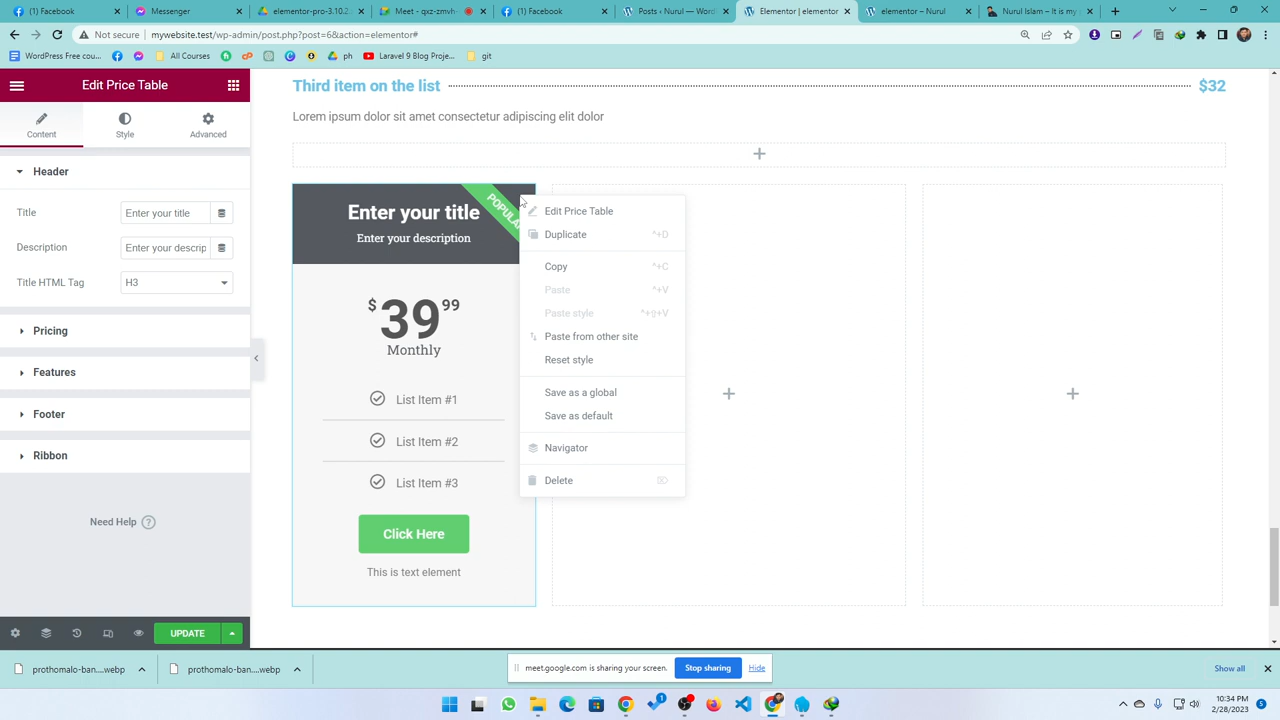 (1) Facebook
elementor-pro-3.10.2.
(1) Facebook
(1) Facebook
Posts ‹ Nurul — Word
Elementor | elementor
elementor – Nurul
Nurul Islam – It is my
Not secure | mywebsite.test/wp-admin/post.php?post=6&action=elementor#
WordPress Free cou...
All Courses
ph
Laravel 9 Blog Proje...
git
Edit Price Table
Content
Style
Advanced
Header
Title
Enter your title
Description
Enter your descrip
Title HTML Tag
H3
Pricing
Features
Footer
Ribbon
Need Help ?
UPDATE
Third item on the list
$32
Lorem ipsum dolor sit amet consectetur adipiscing elit dolor
Enter your title
Enter your description
POPULA
$39 99
Monthly
List Item #1
List Item #2
List Item #3
Click Here
This is text element
Edit Price Table
Duplicate ^+D
Copy ^+C
Paste ^+V
Paste style ^+⇧+V
Paste from other site
Reset style
Save as a global
Save as default
Navigator
Delete
prothomalo-ban....webp
prothomalo-ban....webp
meet.google.com is sharing your screen.
Stop sharing
Hide
Show all
1
10:34 PM
2/28/2023
5